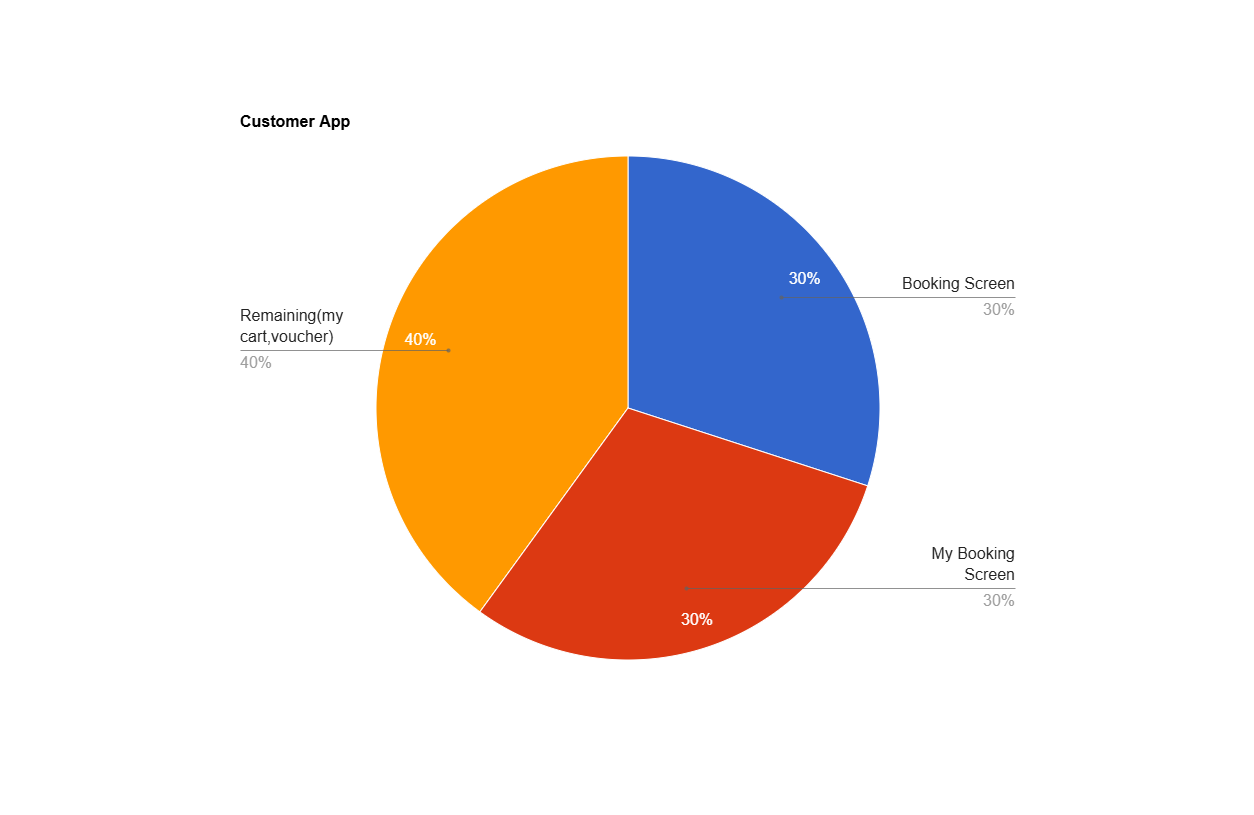 Customer App
30%
Booking Screen
30%
Remaining(my
cart,voucher)
40%
40%
My Booking
Screen
30%
30%